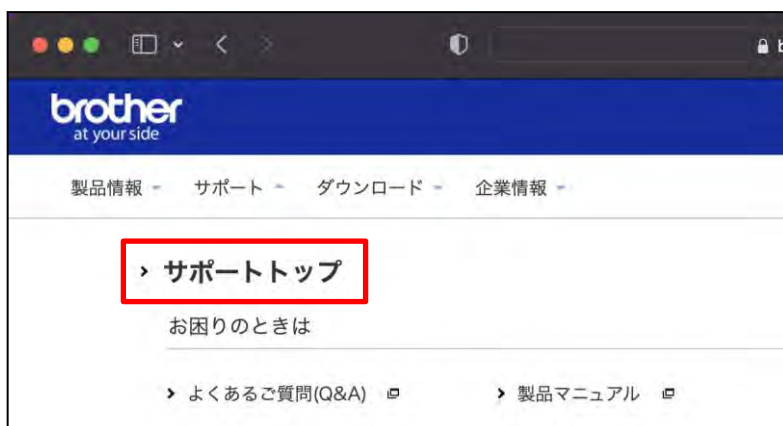 brother
at your side
製品情報 サポート ダウンロード 企業情報
サポートトップ
お困りのときは
よくあるご質問(Q&A) 製品マニュアル